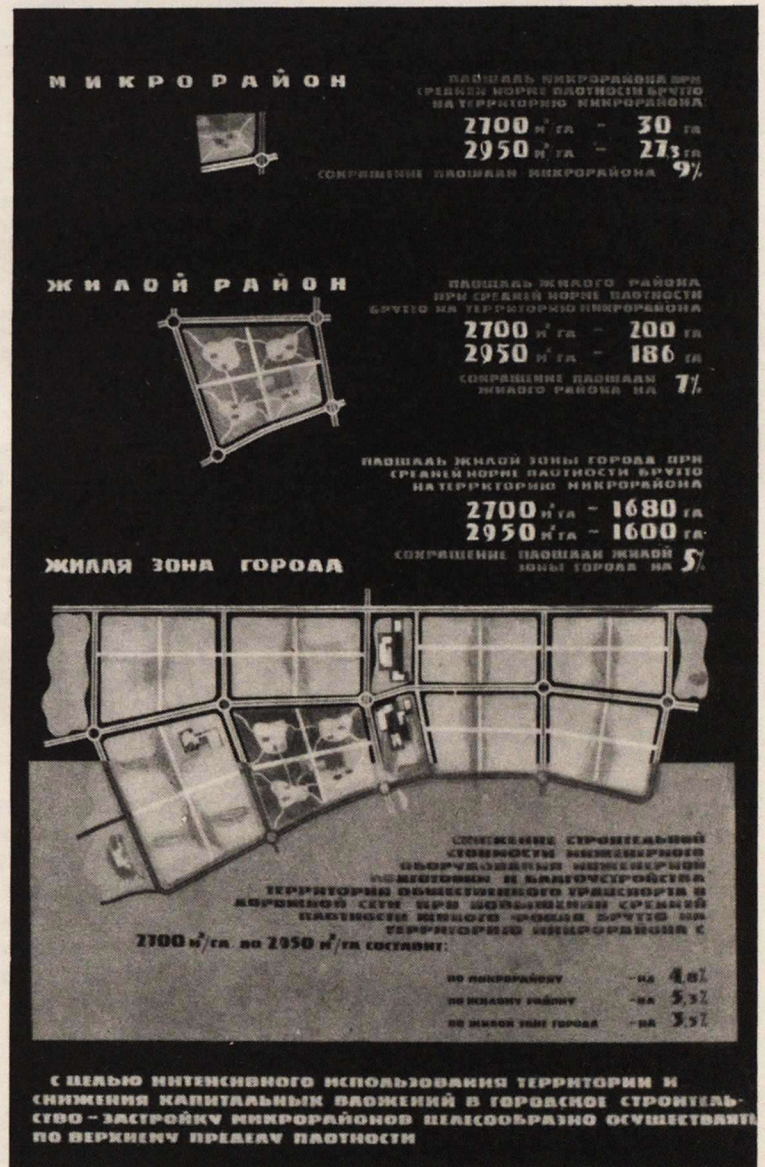 МИКРОРАЙОН
ПЛОЩАДЬ МИКРОРАЙОНА ПРИ
СРЕДНЕЙ НОРМЕ ПЛОТНОСТИ БРУТТО
НА ТЕРРИТОРИЮ МИКРОРАЙОНА
2700 м²/га - 30 га
2950 м²/га - 27,3 га
СОКРАЩЕНИЕ ПЛОЩАДИ МИКРОРАЙОНА 9%
ЖИЛОЙ РАЙОН
ПЛОЩАДЬ ЖИЛОГО РАЙОНА
ПРИ СРЕДНЕЙ НОРМЕ ПЛОТНОСТИ
БРУТТО НА ТЕРРИТОРИЮ МИКРОРАЙОНА
2700 м²/га - 200 га
2950 м²/га - 186 га
СОКРАЩЕНИЕ ПЛОЩАДИ
ЖИЛОГО РАЙОНА НА 7%
ПЛОЩАДЬ ЖИЛОЙ ЗОНЫ ГОРОДА ПРИ
СРЕДНЕЙ НОРМЕ ПЛОТНОСТИ БРУТТО
НА ТЕРРИТОРИЮ МИКРОРАЙОНА
2700 м²/га - 1680 га
2950 м²/га - 1600 га
СОКРАЩЕНИЕ ПЛОЩАДИ ЖИЛОЙ
ЗОНЫ ГОРОДА НА 5%
ЖИЛАЯ ЗОНА ГОРОДА
СНИЖЕНИЕ СТРОИТЕЛЬНОЙ
СТОИМОСТИ ИНЖЕНЕРНОГО
ОБОРУДОВАНИЯ ИНЖЕНЕРНОЙ
ПОДГОТОВКИ И БЛАГОУСТРОЙСТВА
ТЕРРИТОРИИ ОБЩЕСТВЕННОГО ТРАНСПОРТА И
ДОРОЖНОЙ СЕТИ ПРИ ПОВЫШЕНИИ СРЕДНЕЙ
ПЛОТНОСТИ ЖИЛОГО ФОНДА БРУТТО НА
ТЕРРИТОРИЮ МИКРОРАЙОНА С
2700 м²/га до 2950 м²/га СОСТАВИТ:
ПО МИКРОРАЙОНУ - НА 4,8%
ПО ЖИЛОМУ РАЙОНУ - НА 5,3%
ПО ЖИЛОЙ ЗОНЕ ГОРОДА - НА 3,5%
С ЦЕЛЬЮ ИНТЕНСИВНОГО ИСПОЛЬЗОВАНИЯ ТЕРРИТОРИИ И
СНИЖЕНИЯ КАПИТАЛЬНЫХ ВЛОЖЕНИЙ В ГОРОДСКОЕ СТРОИТЕЛЬ-
СТВО - ЗАСТРОЙКУ МИКРОРАЙОНОВ ЦЕЛЕСООБРАЗНО ОСУЩЕСТВЛЯТЬ
ПО ВЕРХНЕМУ ПРЕДЕЛУ ПЛОТНОСТИ